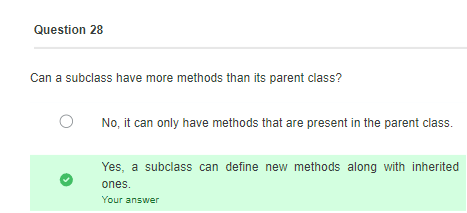 Question 28
Can a subclass have more methods than its parent class?
No, it can only have methods that are present in the parent class.
Yes, a subclass can define new methods along with inherited
ones.
Your answer